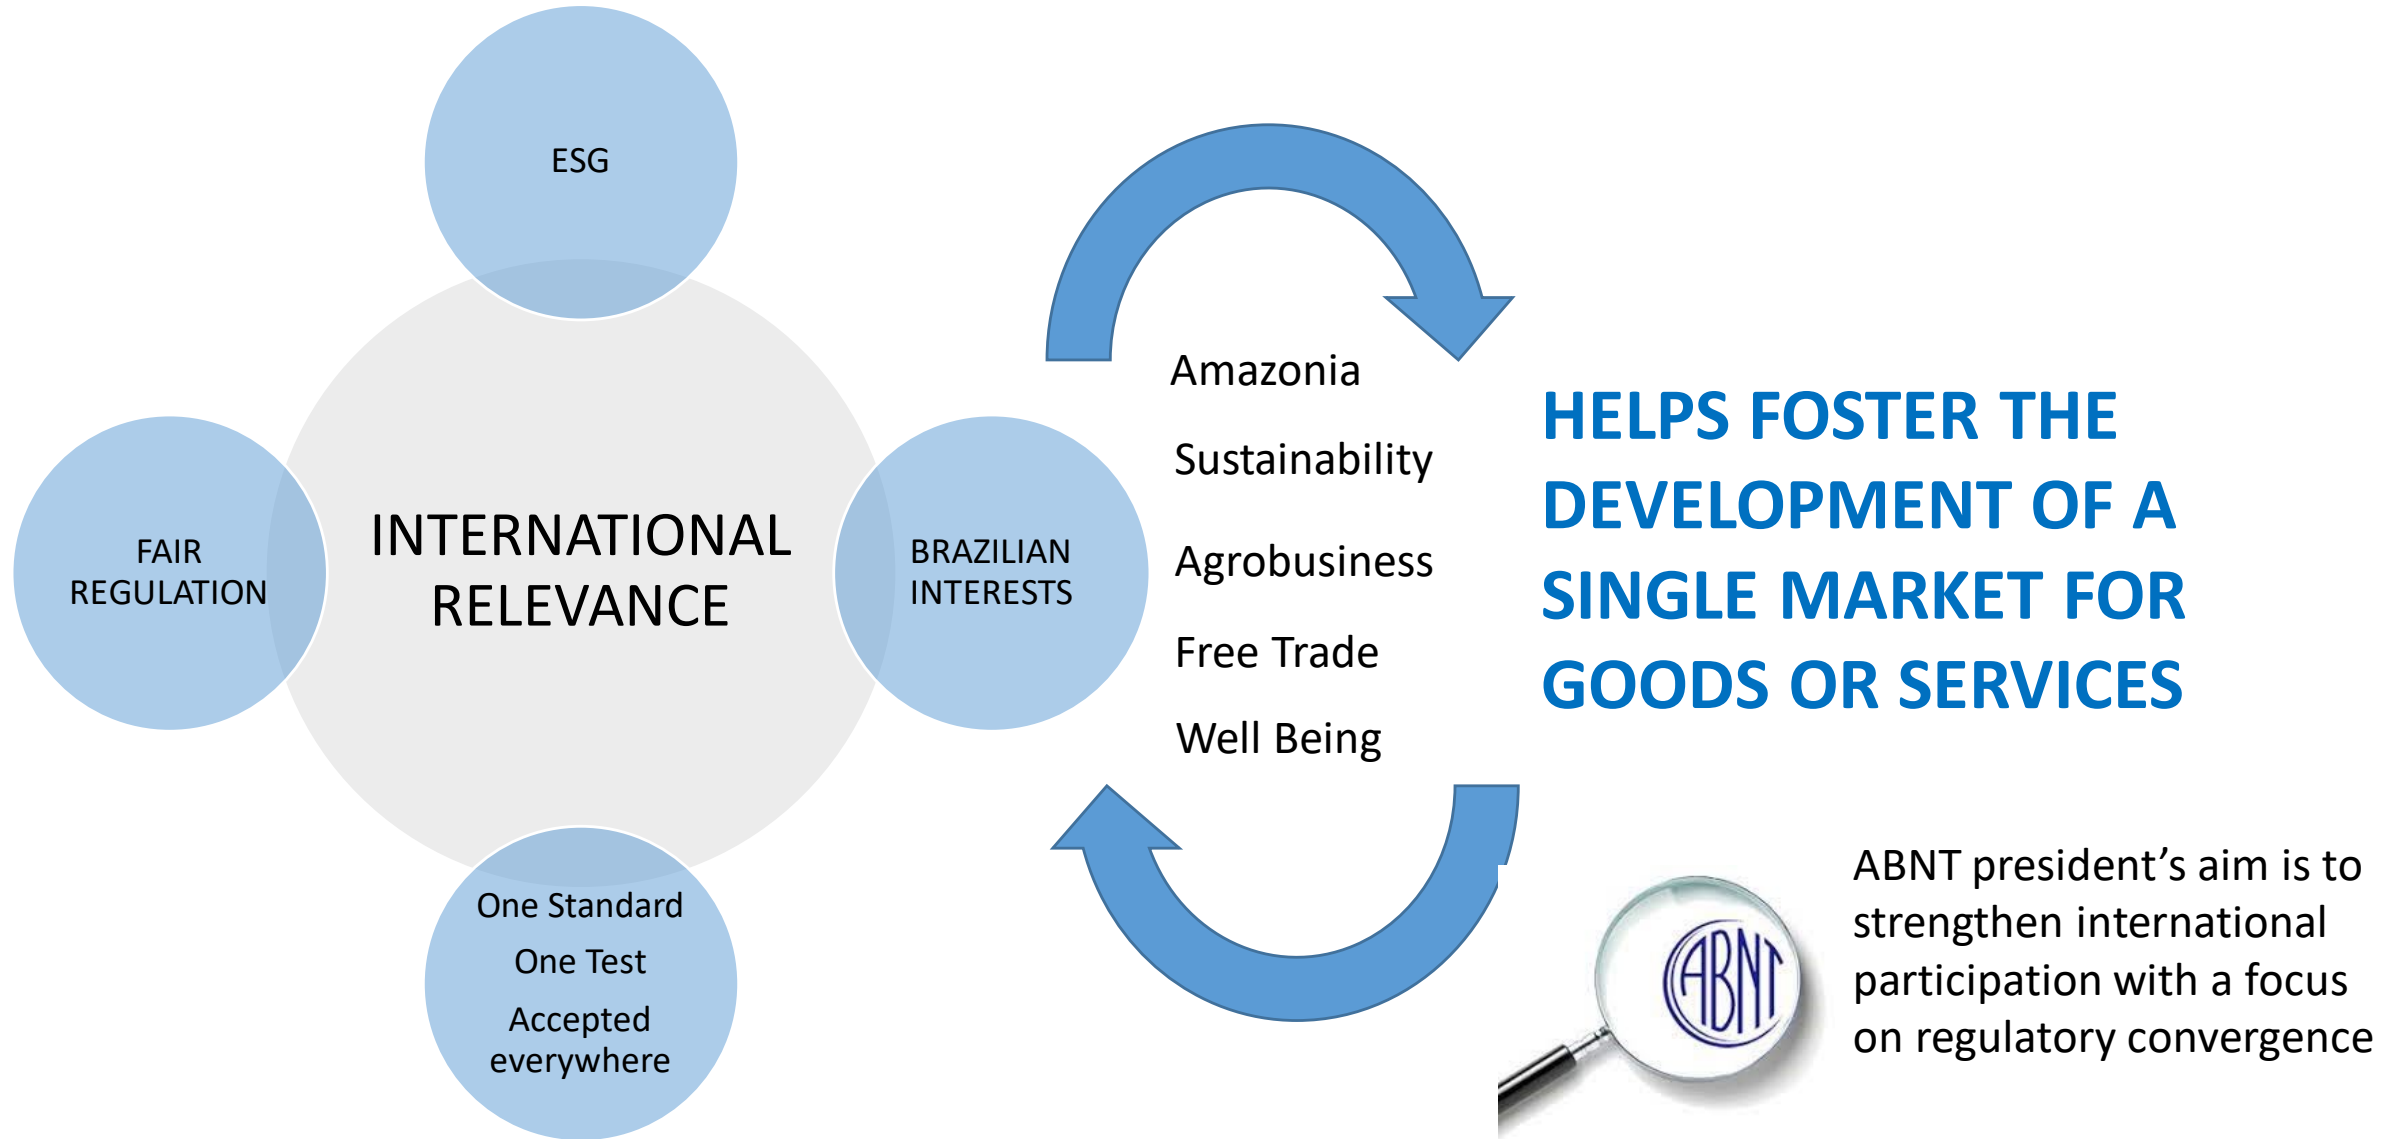 ESG
FAIR
REGULATION
INTERNATIONAL
RELEVANCE
BRAZILIAN
INTERESTS
One Standard
One Test
Accepted
everywhere
Amazonia
Sustainability
Agrobusiness
Free Trade
Well Being
HELPS FOSTER THE
DEVELOPMENT OF A
SINGLE MARKET FOR
GOODS OR SERVICES
ABNT
ABNT president’s aim is to
strengthen international
participation with a focus
on regulatory convergence